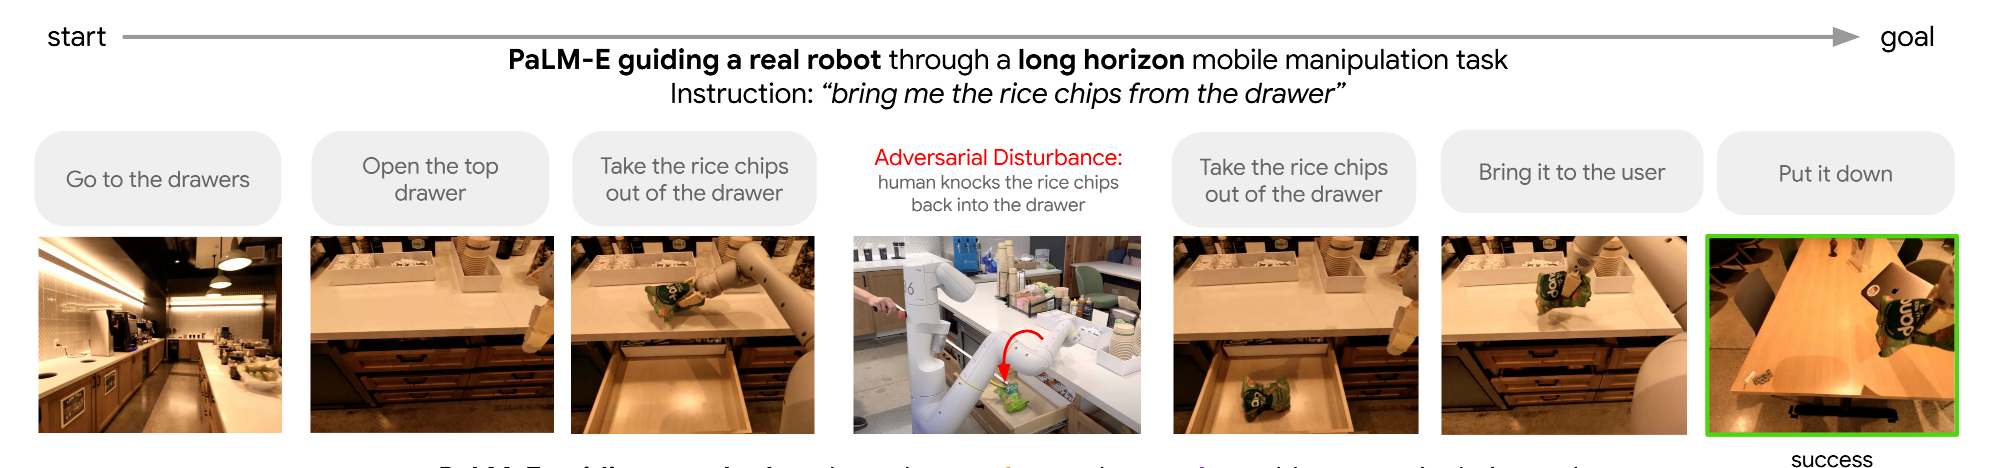 start
goal
PaLM-E guiding a real robot through a long horizon mobile manipulation task
Instruction: “bring me the rice chips from the drawer”
Go to the drawers
Open the top
drawer
Take the rice chips
out of the drawer
Adversarial Disturbance:
human knocks the rice chips
back into the drawer
Take the rice chips
out of the drawer
Bring it to the user
Put it down
success